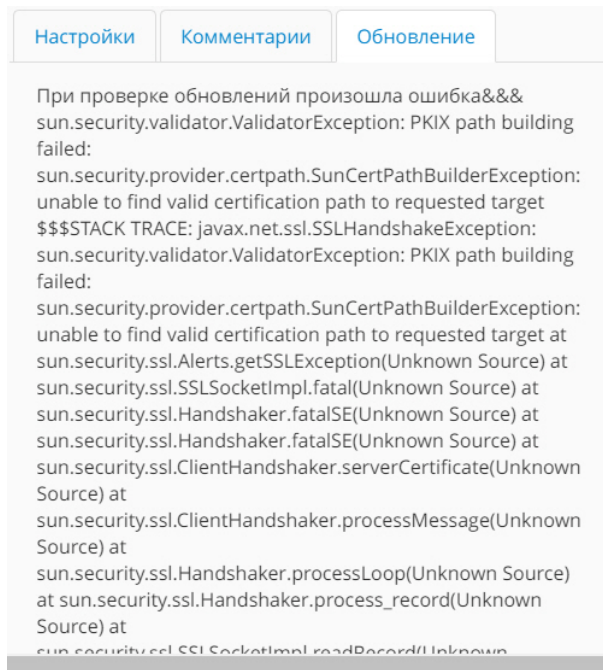 Настройки
Комментарии
Обновление
При проверке обновлений произошла ошибка&&&
sun.security.validator.ValidatorException: PKIX path building
failed:
sun.security.provider.certpath.SunCertPathBuilderException:
unable to find valid certification path to requested target
$$$STACK TRACE: javax.net.ssl.SSLHandshakeException:
sun.security.validator.ValidatorException: PKIX path building
failed:
sun.security.provider.certpath.SunCertPathBuilderException:
unable to find valid certification path to requested target at
sun.security.ssl.Alerts.getSSLException(Unknown Source) at
sun.security.ssl.SSLSocketImpl.fatal(Unknown Source) at
sun.security.ssl.Handshaker.fatalSE(Unknown Source) at
sun.security.ssl.Handshaker.fatalSE(Unknown Source) at
sun.security.ssl.ClientHandshaker.serverCertificate(Unknown
Source) at
sun.security.ssl.ClientHandshaker.processMessage(Unknown
Source) at
sun.security.ssl.Handshaker.processLoop(Unknown Source)
at sun.security.ssl.Handshaker.process_record(Unknown
Source) at
sun.security.ssl.SSLSocketImpl.readRecord(Unknown